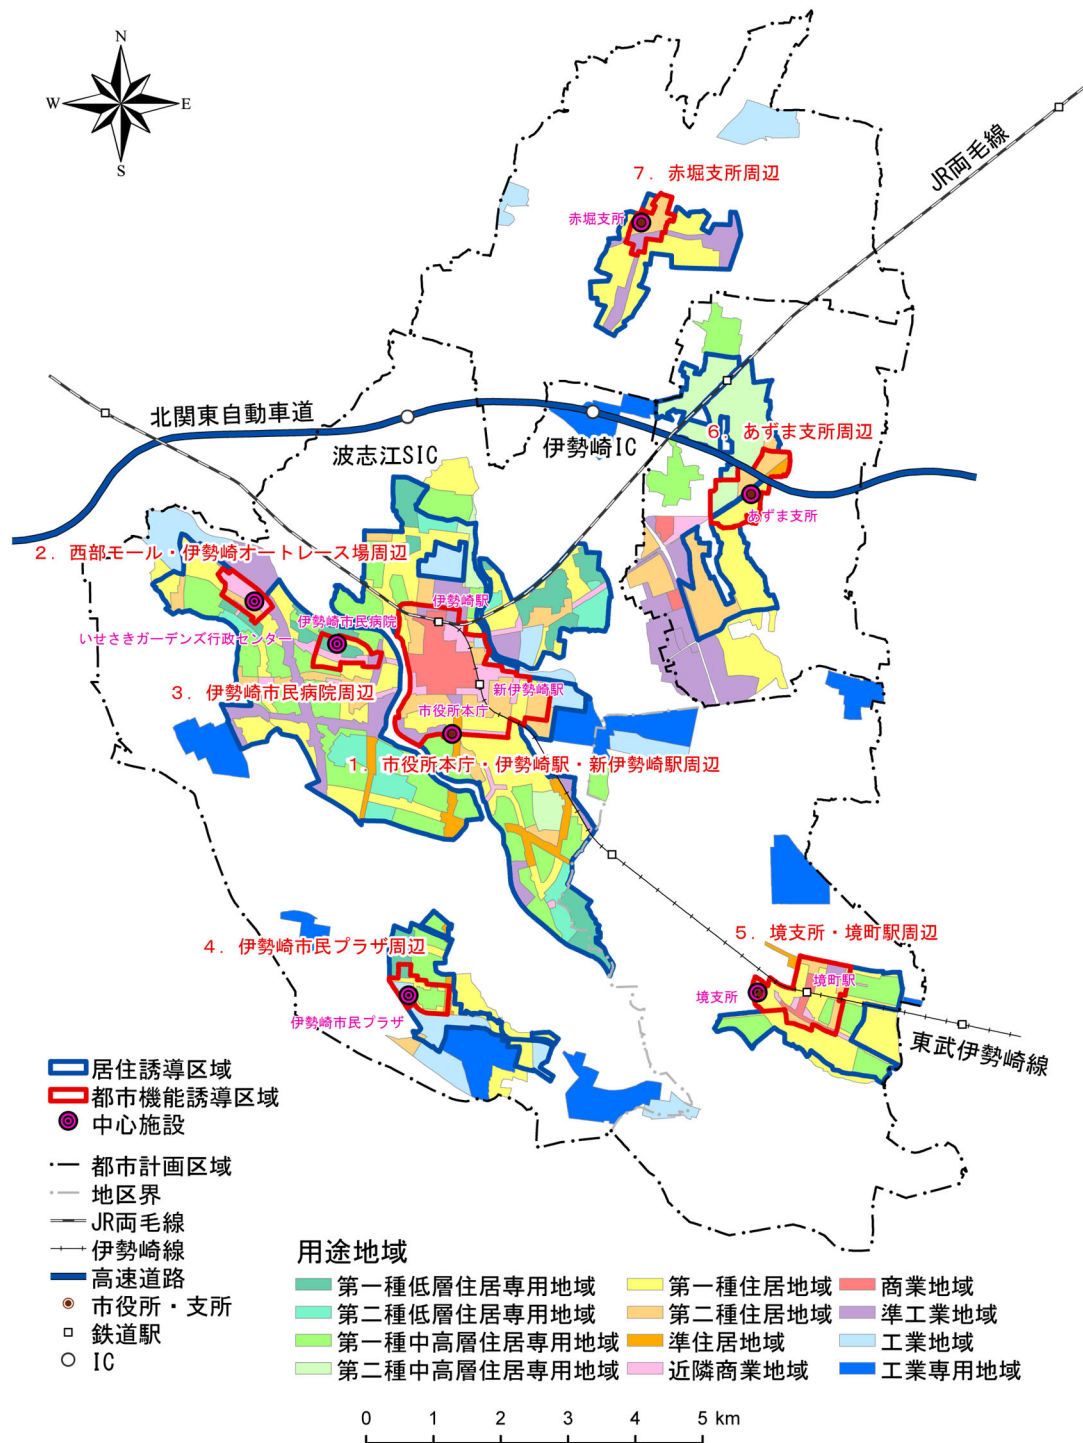 N
W
E
S
JR両毛線
7. 赤堀支所周辺
赤堀支所
北関東自動車道
波志江SIC
伊勢崎IC
6. あずま支所周辺
あずま支所
2. 西部モール・伊勢崎オートレース場周辺
伊勢崎駅
伊勢崎市民病院
いせさきガーデンズ行政センター
3. 伊勢崎市民病院周辺
新伊勢崎駅
市役所本庁
1. 市役所本庁・伊勢崎駅・新伊勢崎駅周辺
4. 伊勢崎市民プラザ周辺
伊勢崎市民プラザ
5. 境支所・境町駅周辺
境町駅
境支所
東武伊勢崎線
居住誘導区域
都市機能誘導区域
中心施設
都市計画区域
地区界
JR両毛線
伊勢崎線
高速道路
市役所・支所
鉄道駅
IC
用途地域
第一種低層住居専用地域
第二種低層住居専用地域
第一種中高層住居専用地域
第二種中高層住居専用地域
第一種住居地域
第二種住居地域
準住居地域
近隣商業地域
商業地域
準工業地域
工業地域
工業専用地域
0 1 2 3 4 5 km